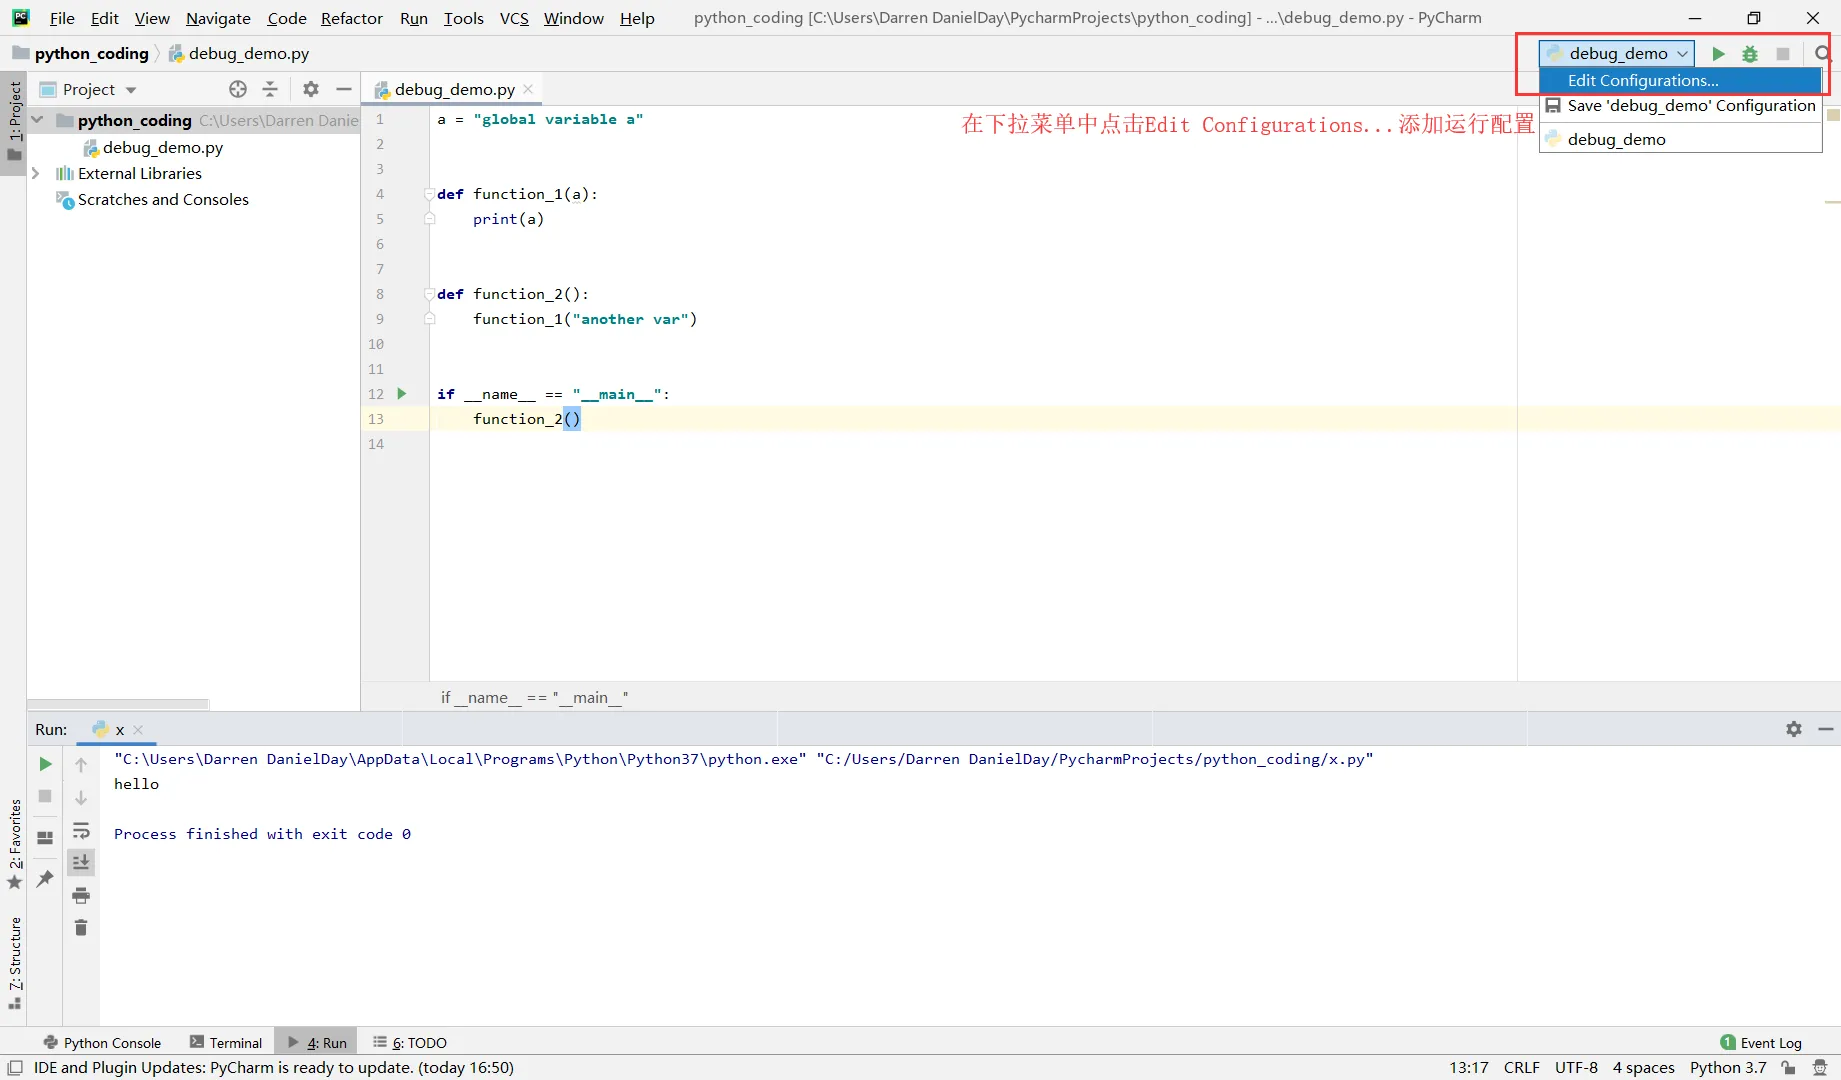 File Edit View Navigate Code Refactor Run Tools VCS Window Help python_coding [C:\Users\Darren DanielDay\PycharmProjects\python_coding] - ...\debug_demo.py - PyCharm
python_coding debug_demo.py debug_demo
Edit Configurations...
Save 'debug_demo' Configuration
debug_demo
在下拉菜单中点击Edit Configurations...添加运行配置
1: Project
Project
python_coding C:\Users\Darren Danie
debug_demo.py
External Libraries
Scratches and Consoles
debug_demo.py
1 a = "global variable a"
2
3
4 def function_1(a):
5 print(a)
6
7
8 def function_2():
9 function_1("another var")
10
11
12 if __name__ == "__main__":
13 function_2()
14
if __name__ == "__main__"
Run: x
"C:\Users\Darren DanielDay\AppData\Local\Programs\Python\Python37\python.exe" "C:/Users/Darren DanielDay/PycharmProjects/python_coding/x.py"
hello
Process finished with exit code 0
2: Favorites
7: Structure
Python Console Terminal 4: Run 6: TODO 1 Event Log
IDE and Plugin Updates: PyCharm is ready to update. (today 16:50) 13:17 CRLF UTF-8 4 spaces Python 3.7